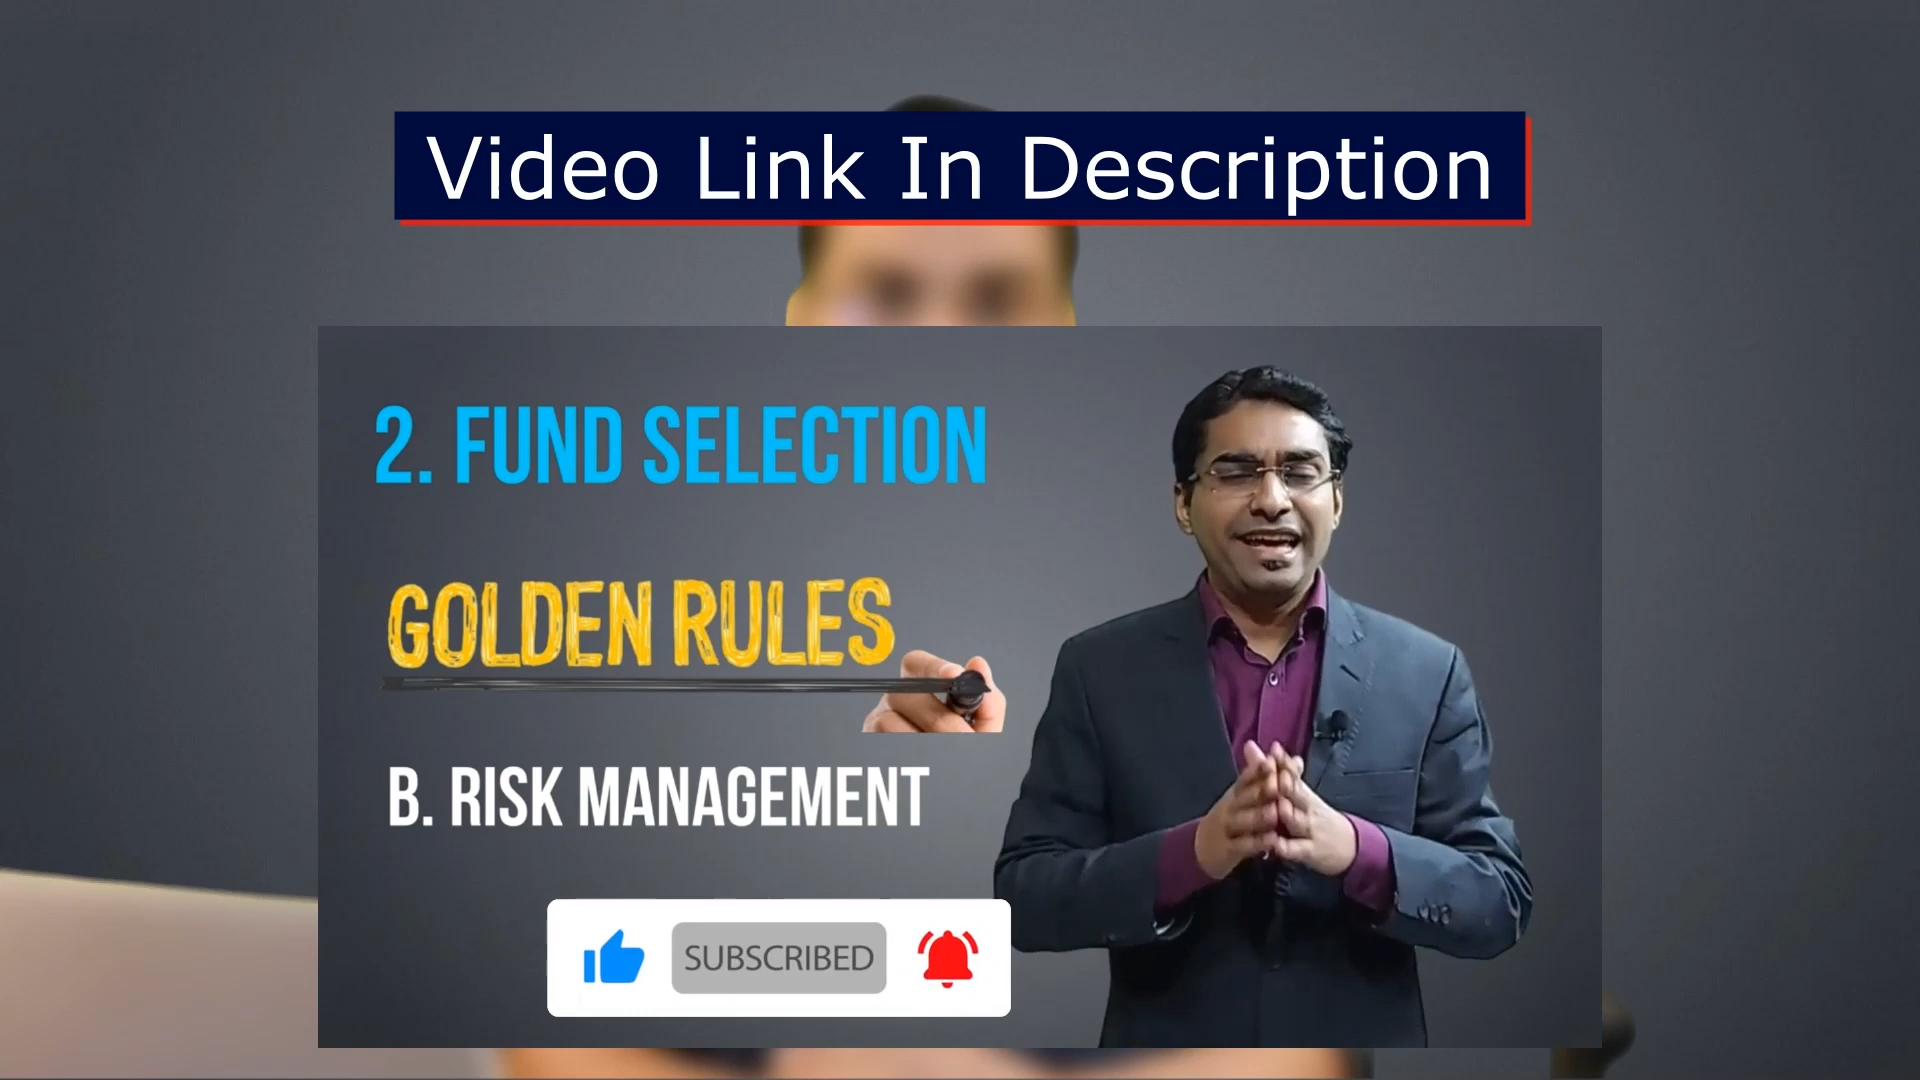 Video Link In Description
2. FUND SELECTION
GOLDEN RULES
B. RISK MANAGEMENT
SUBSCRIBED